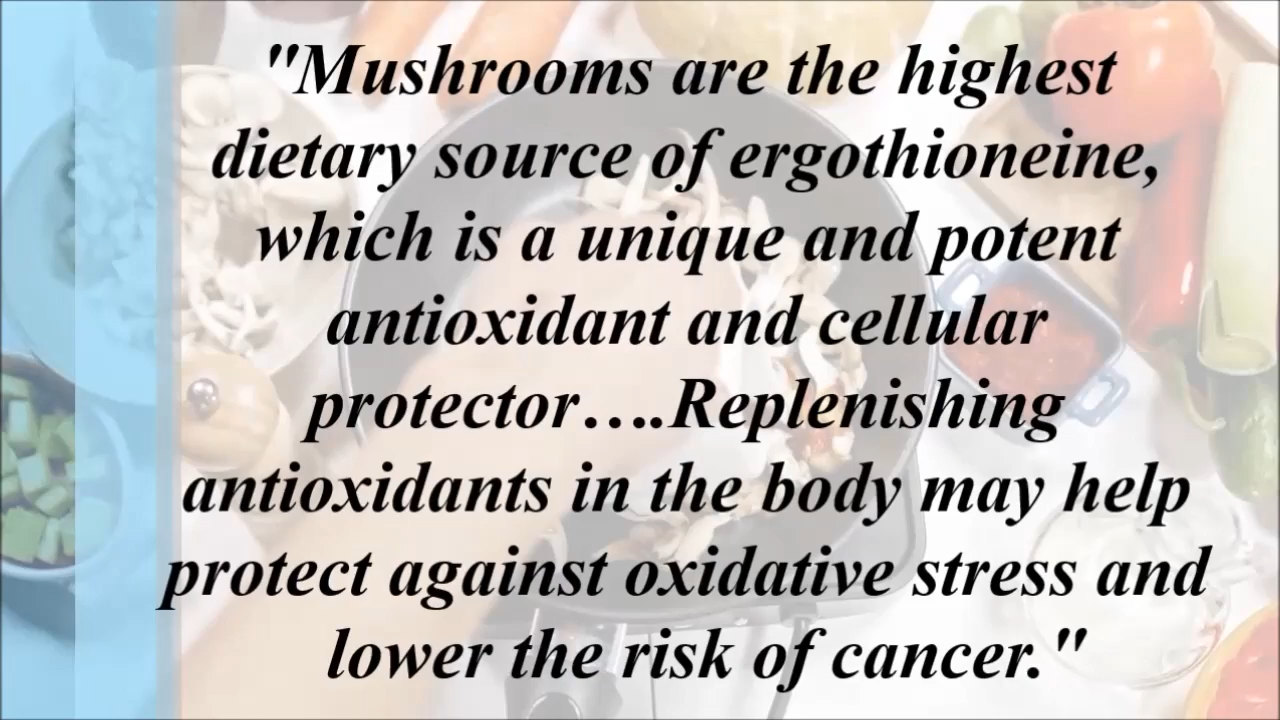 "Mushrooms are the highest
dietary source of ergothioneine,
which is a unique and potent
antioxidant and cellular
protector….Replenishing
antioxidants in the body may help
protect against oxidative stress and
lower the risk of cancer."